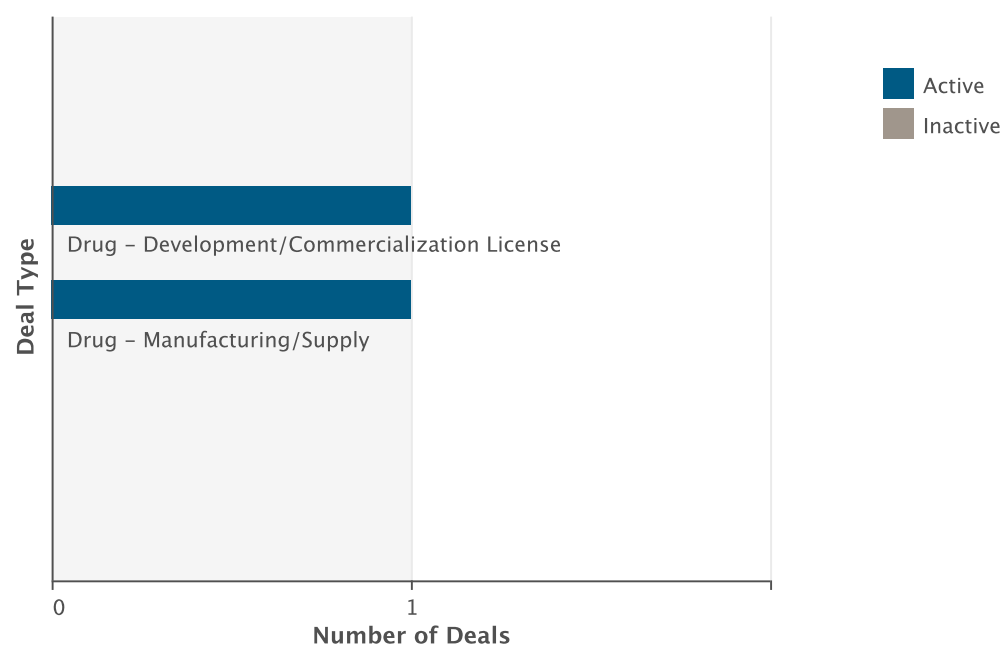 Active
Inactive
Deal Type
Drug – Development/Commercialization License
Drug – Manufacturing/Supply
0
1
Number of Deals